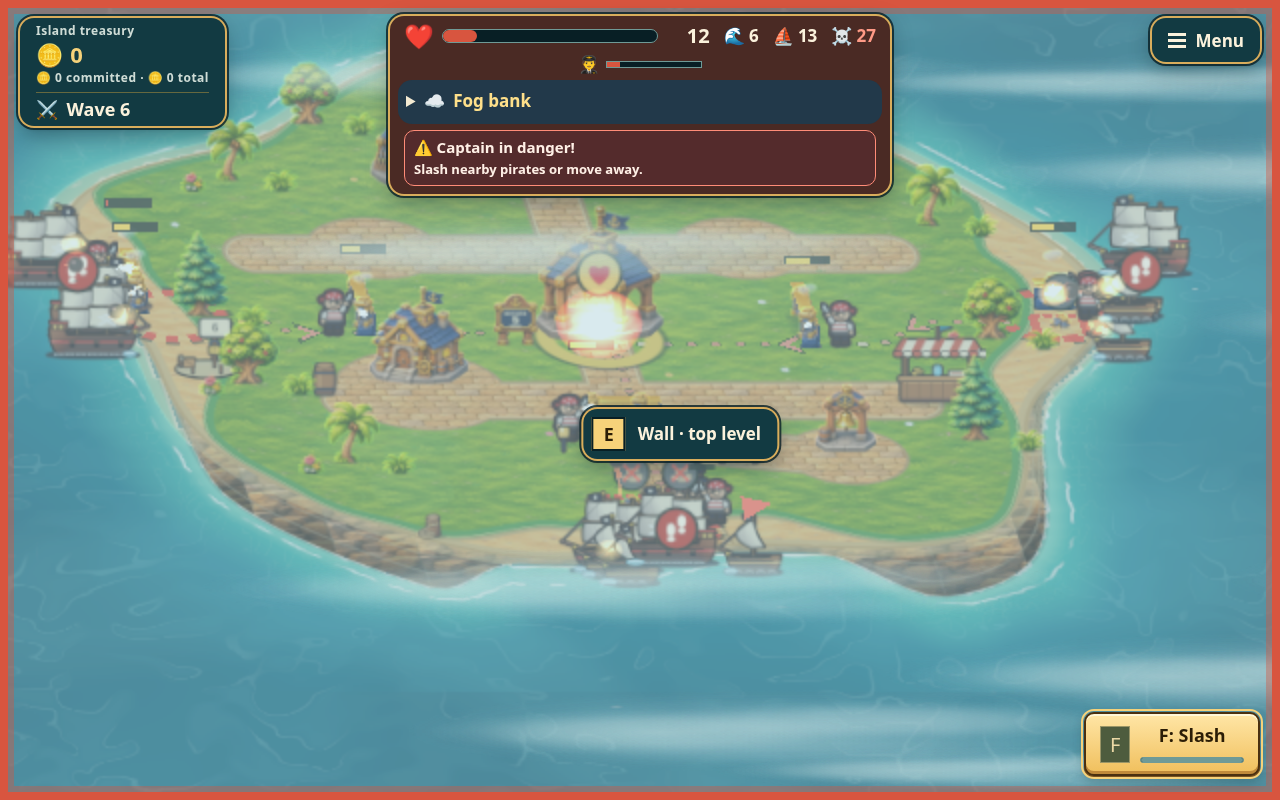 Island treasury
0
0 committed · 0 total
Wave 6
12 6 13 27
Fog bank
Captain in danger!
Slash nearby pirates or move away.
Menu
6
E Wall · top level
F F: Slash